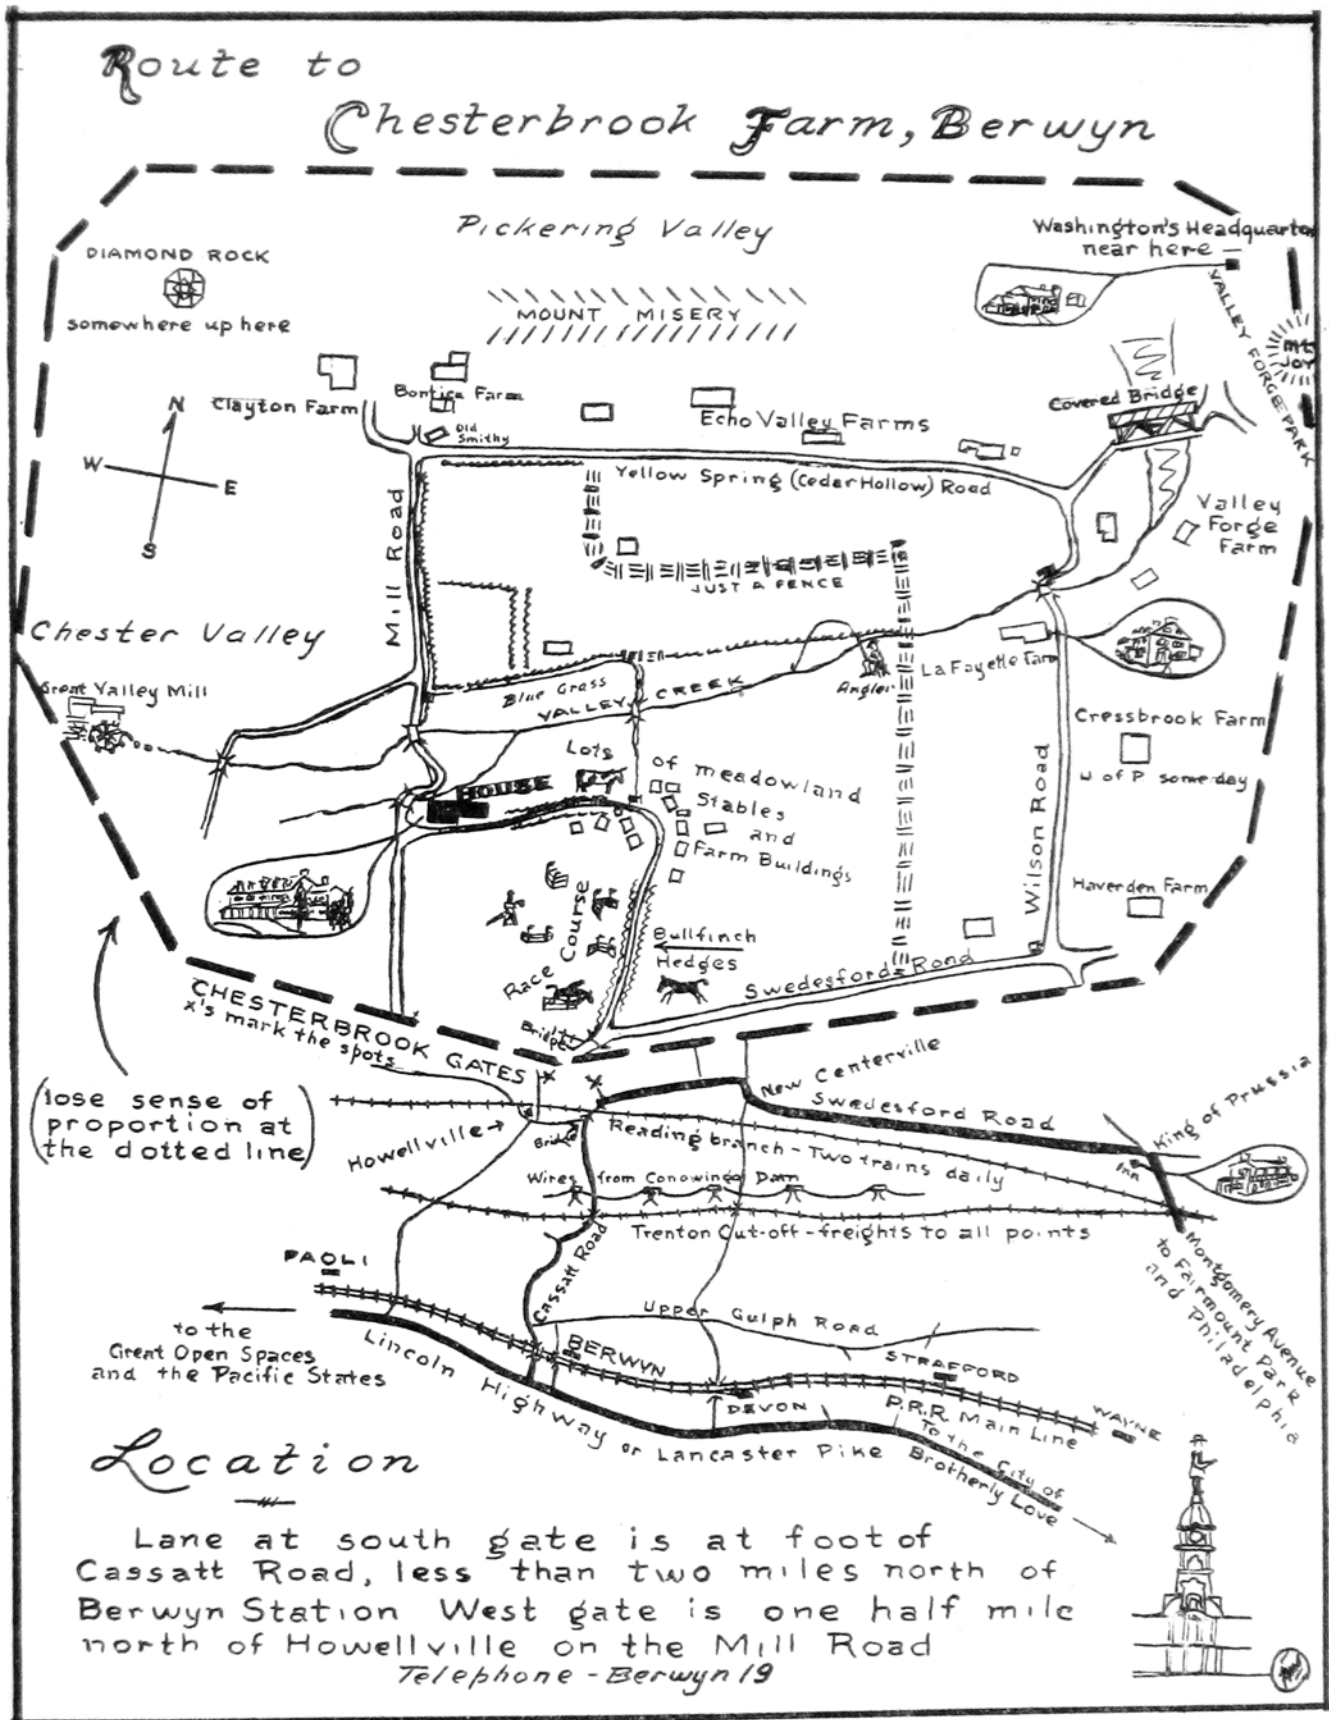 Route to
Chesterbrook Farm, Berwyn
Pickering Valley
Washington's Headquarters
near here
DIAMOND ROCK
somewhere up here
MOUNT MISERY
VALLEY FORGE PARK
Mt.
Joy
Clayton Farm
Bontice Farm
Old
Smithy
Echo Valley Farms
Covered Bridge
N
W
E
S
Yellow Spring (Cedar Hollow) Road
Mill Road
Valley
Forge
Farm
JUST A FENCE
Chester Valley
Great Valley Mill
Blue Grass
VALLEY CREEK
Angler
La Fayette Farm
Cressbrook Farm
U of P some day
HOUSE
Lots
of meadowland
Stables
and
Farm Buildings
Wilson Road
Haverden Farm
Race Course
Bullfinch
Hedges
Swedesford Road
Bridge
CHESTERBROOK GATES
x's mark the spots
(lose sense of
proportion at
the dotted line)
New Centerville
Swedesford Road
King of Prussia
Inn
Howellville
Bridge
Reading branch - Two trains daily
Wires from Conowingo Dam
Trenton Cut-off - freights to all points
Cassatt Road
PAOLI
to the
Great Open Spaces
and the Pacific States
Upper Gulph Road
BERWYN
STRAFFORD
DEVON
P.R.R. Main Line
WAYNE
Lincoln Highway or Lancaster Pike
To the City of
Brotherly Love
Montgomery Avenue
to Fairmount Park
and Philadelphia
Location
Lane at south gate is at foot of
Cassatt Road, less than two miles north of
Berwyn Station West gate is one half mile
north of Howellville on the Mill Road
Telephone - Berwyn 19